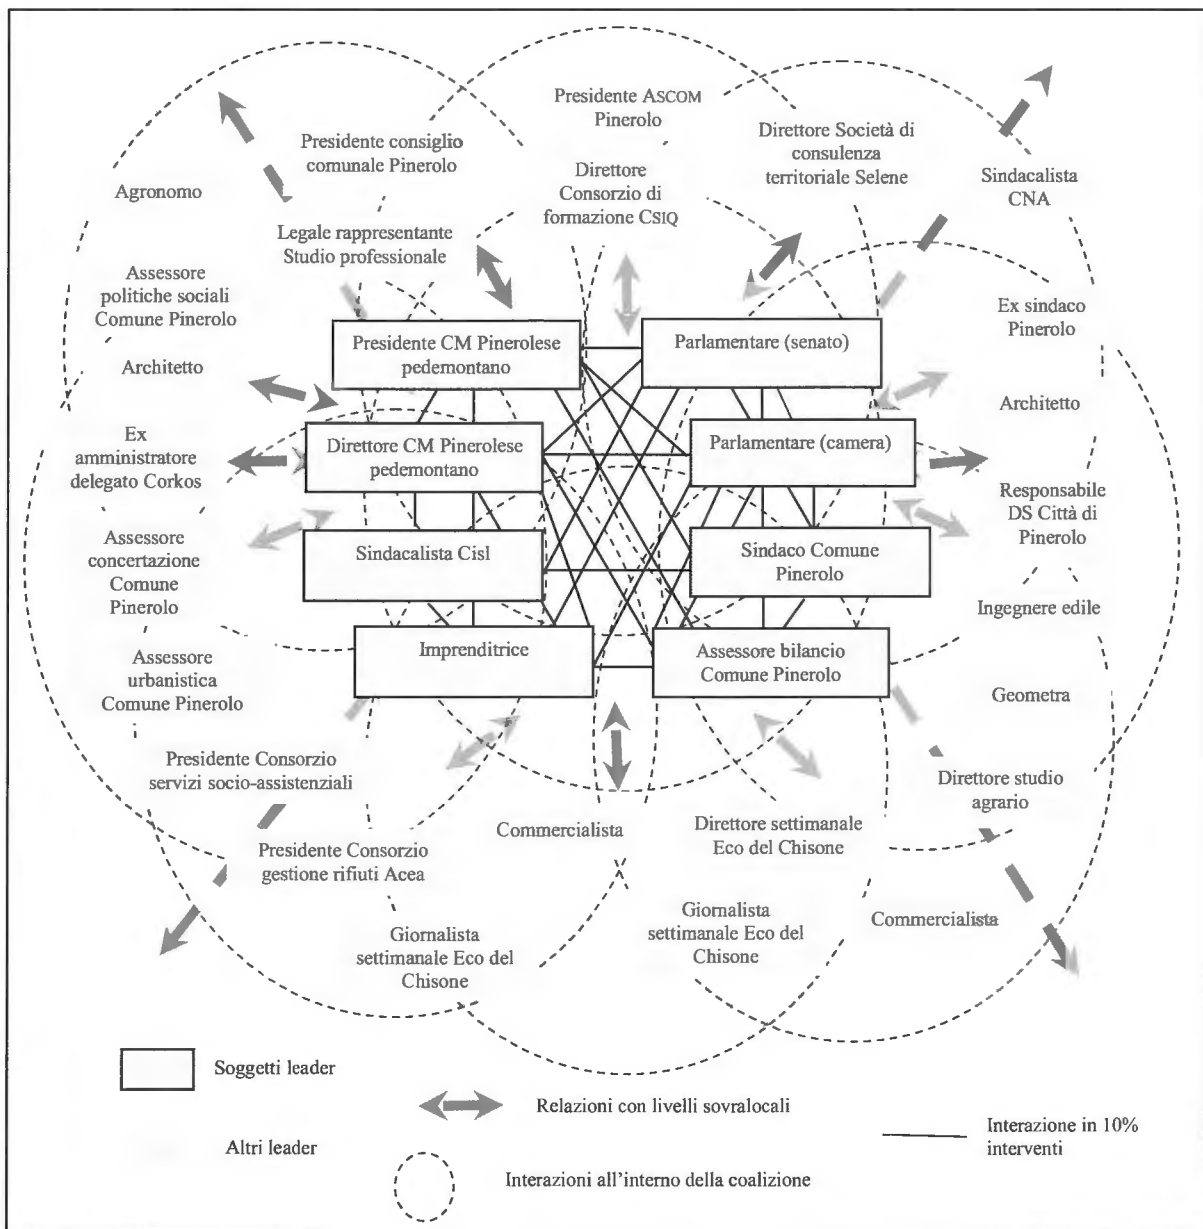 Presidente ASCOM
Pinerolo
Presidente consiglio
comunale Pinerolo
Direttore Società di
consulenza
territoriale Selene
Direttore
Consorzio di
formazione CSIQ
Sindacalista
CNA
Agronomo
Legale rappresentante
Studio professionale
Assessore
politiche sociali
Comune Pinerolo
Ex sindaco
Pinerolo
Presidente CM Pinerolese
pedemontano
Parlamentare (senato)
Architetto
Architetto
Ex
amministratore
delegato Corkos
Direttore CM Pinerolese
pedemontano
Parlamentare (camera)
Responsabile
DS Città di
Pinerolo
Assessore
concertazione
Comune
Pinerolo
Sindacalista Cisl
Sindaco Comune
Pinerolo
Ingegnere edile
Imprenditrice
Assessore bilancio
Comune Pinerolo
Assessore
urbanistica
Comune Pinerolo
Geometra
Presidente Consorzio
servizi socio-assistenziali
Direttore studio
agrario
Commercialista
Direttore settimanale
Eco del Chisone
Presidente Consorzio
gestione rifiuti Acea
Giornalista
settimanale Eco del
Chisone
Commercialista
Giornalista
settimanale Eco del
Chisone
Soggetti leader
Relazioni con livelli sovralocali
Altri leader
Interazione in 10%
interventi
Interazioni all'interno della coalizione